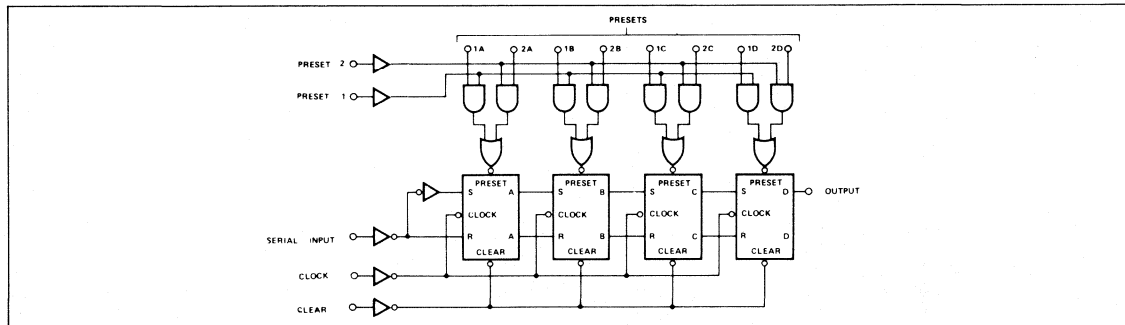 PRESETS
1A 2A 1B 2B 1C 2C 1D 2D
PRESET 2
PRESET 1
PRESET PRESET PRESET PRESET
S A S B S C S D OUTPUT
CLOCK CLOCK CLOCK CLOCK
SERIAL INPUT R A R B R C R D
CLEAR CLEAR CLEAR CLEAR
CLOCK
CLEAR